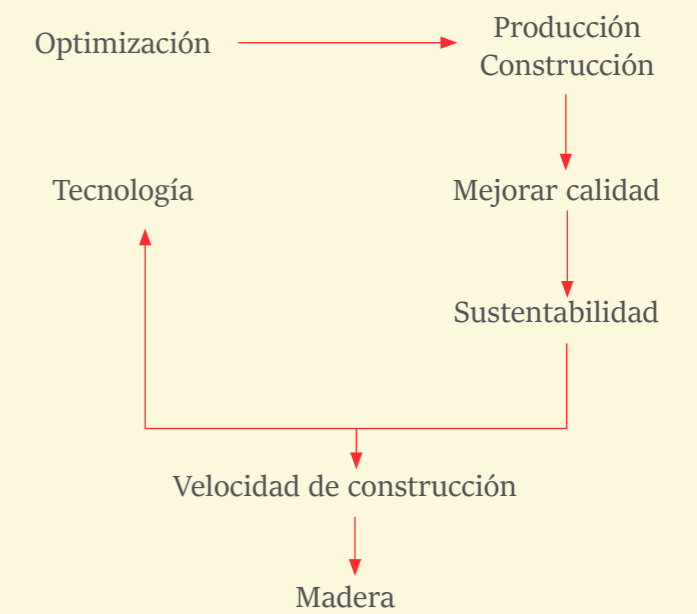 Optimización
Producción
Construcción
Tecnología
Mejorar calidad
Sustentabilidad
Velocidad de construcción
Madera